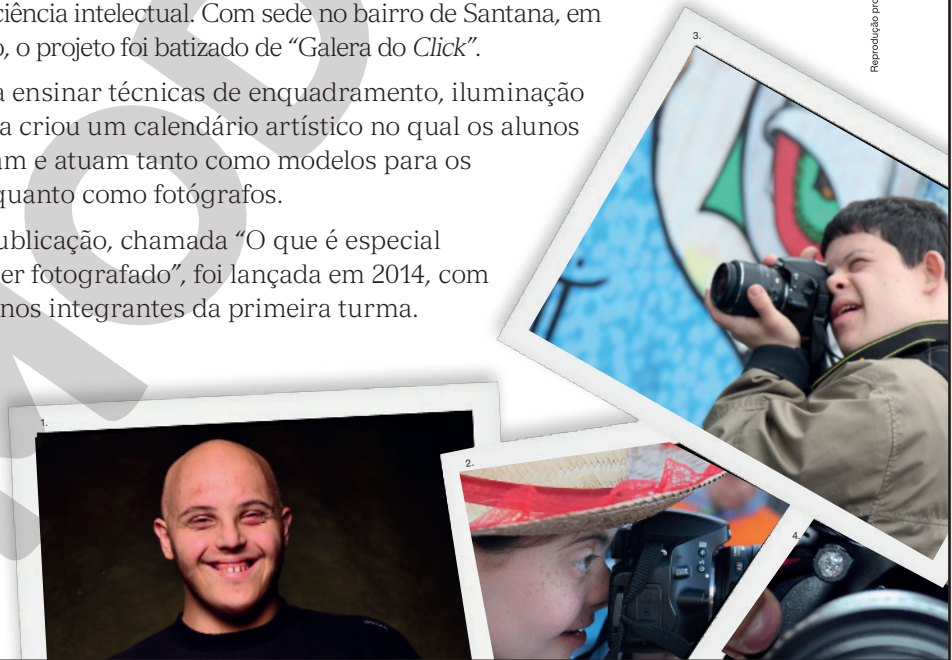 ciência intelectual. Com sede no bairro de Santana, em
o, o projeto foi batizado de “Galera do Click”.
a ensinar técnicas de enquadramento, iluminação
a criou um calendário artístico no qual os alunos
am e atuam tanto como modelos para os
quanto como fotógrafos.
ublicação, chamada “O que é especial
er fotografado”, foi lançada em 2014, com
nos integrantes da primeira turma.
Reprodução pro
3.
1.
2.
4.
MOD